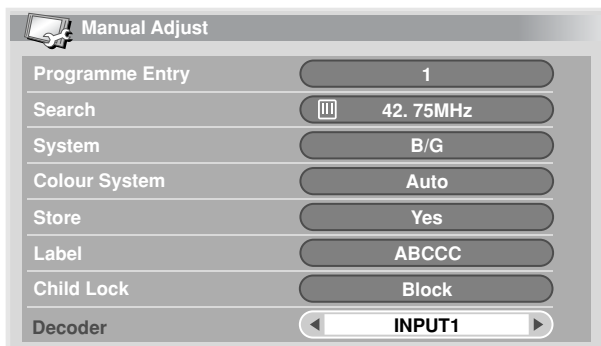 Manual Adjust
Programme Entry 1
Search 42. 75MHz
System B/G
Colour System Auto
Store Yes
Label ABCCC
Child Lock Block
Decoder INPUT1